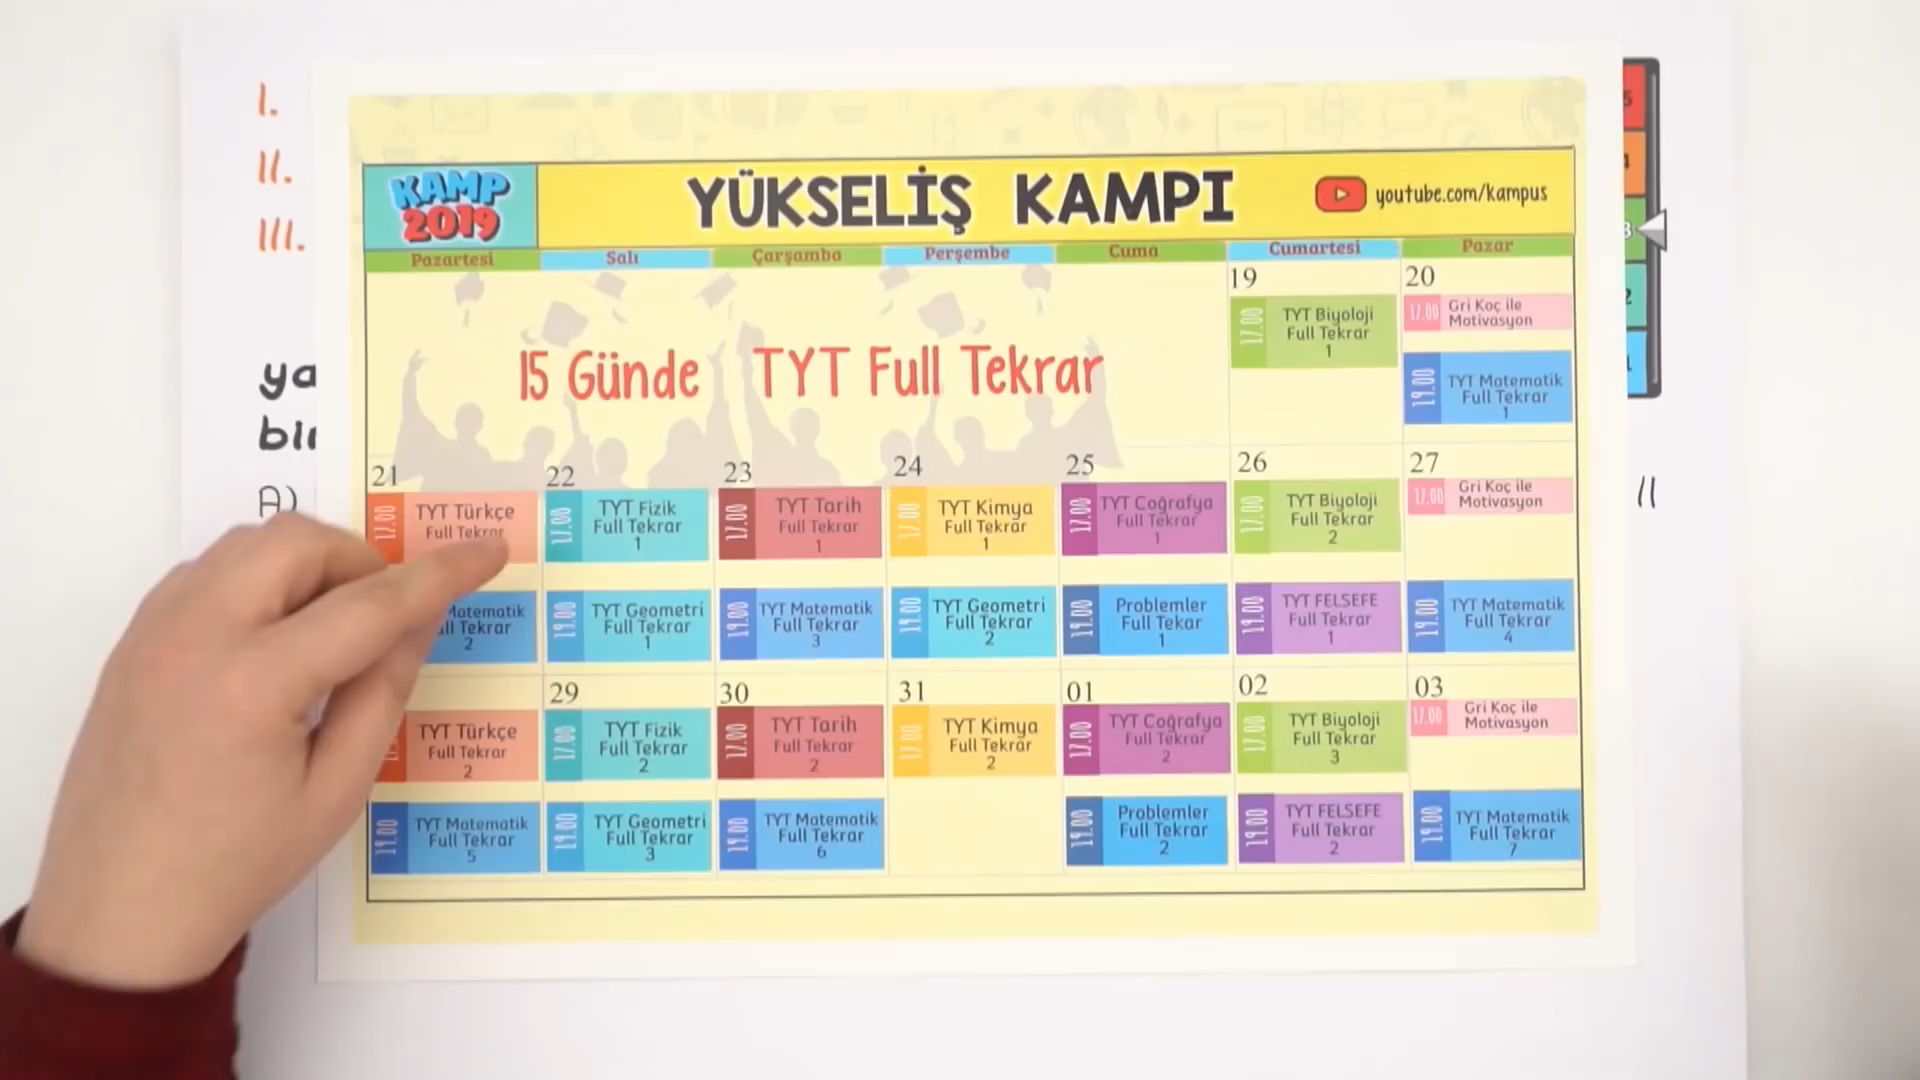 I.
II.
III.
KAMP
2019
YÜKSELİŞ KAMPI
youtube.com/kampus
Pazartesi Salı Çarşamba Perşembe Cuma Cumartesi Pazar
15 Günde TYT Full Tekrar
19
17.00 TYT Biyoloji
Full Tekrar
1
20
17.00 Gri Koç ile
Motivasyon
19.00 TYT Matematik
Full Tekrar
1
21
17.00 TYT Türkçe
Full Tekrar
Matematik
Tekrar
2
22
17.00 TYT Fizik
Full Tekrar
1
19.00 TYT Geometri
Full Tekrar
1
23
17.00 TYT Tarih
Full Tekrar
1
19.00 TYT Matematik
Full Tekrar
3
24
17.00 TYT Kimya
Full Tekrar
1
19.00 TYT Geometri
Full Tekrar
2
25
17.00 TYT Coğrafya
Full Tekrar
1
19.00 Problemler
Full Tekar
1
26
17.00 TYT Biyoloji
Full Tekrar
2
19.00 TYT FELSEFE
Full Tekrar
1
27
17.00 Gri Koç ile
Motivasyon
19.00 TYT Matematik
Full Tekrar
4
TYT Türkçe
Full Tekrar
2
19.00 TYT Matematik
Full Tekrar
5
29
17.00 TYT Fizik
Full Tekrar
2
19.00 TYT Geometri
Full Tekrar
3
30
17.00 TYT Tarih
Full Tekrar
2
19.00 TYT Matematik
Full Tekrar
6
31
17.00 TYT Kimya
Full Tekrar
2
01
17.00 TYT Coğrafya
Full Tekrar
2
19.00 Problemler
Full Tekrar
2
02
17.00 TYT Biyoloji
Full Tekrar
3
19.00 TYT FELSEFE
Full Tekrar
2
03
17.00 Gri Koç ile
Motivasyon
19.00 TYT Matematik
Full Tekrar
7
A)
II
5
4
3
2
1